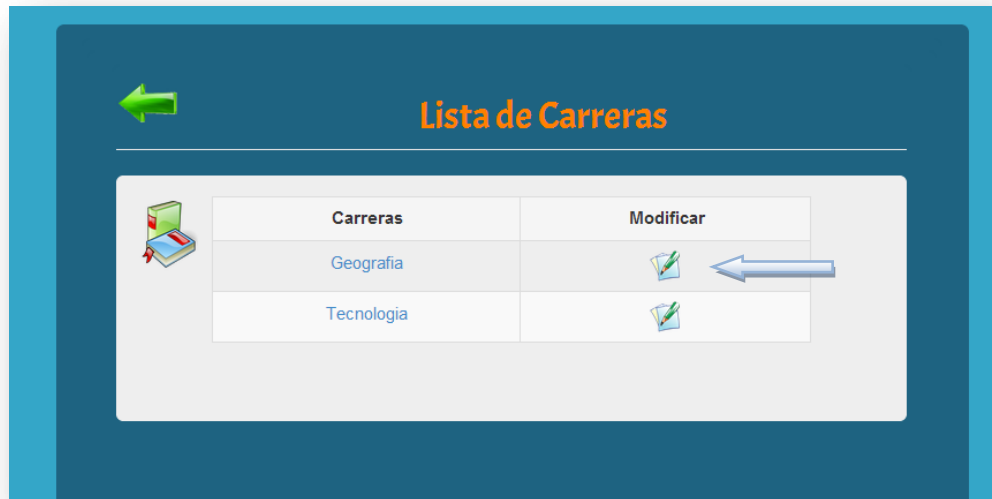 Lista de Carreras
Carreras Modificar
Geografia
Tecnologia